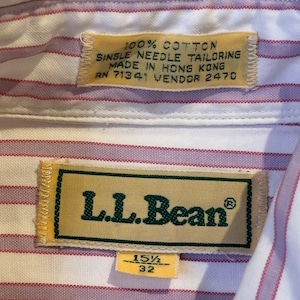 100% COTTON
SINGLE NEEDLE TAILORING
MADE IN HONG KONG
RN 71341 VENDOR 2470
L.L.Bean®
15½
32